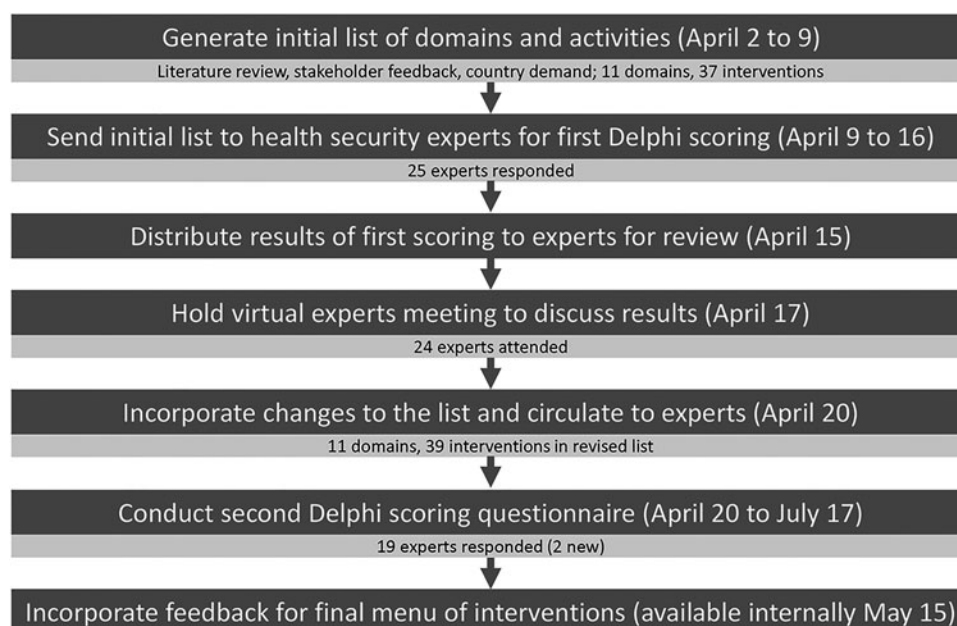 Generate initial list of domains and activities (April 2 to 9)
Literature review, stakeholder feedback, country demand; 11 domains, 37 interventions
Send initial list to health security experts for first Delphi scoring (April 9 to 16)
25 experts responded
Distribute results of first scoring to experts for review (April 15)
Hold virtual experts meeting to discuss results (April 17)
24 experts attended
Incorporate changes to the list and circulate to experts (April 20)
11 domains, 39 interventions in revised list
Conduct second Delphi scoring questionnaire (April 20 to July 17)
19 experts responded (2 new)
Incorporate feedback for final menu of interventions (available internally May 15)